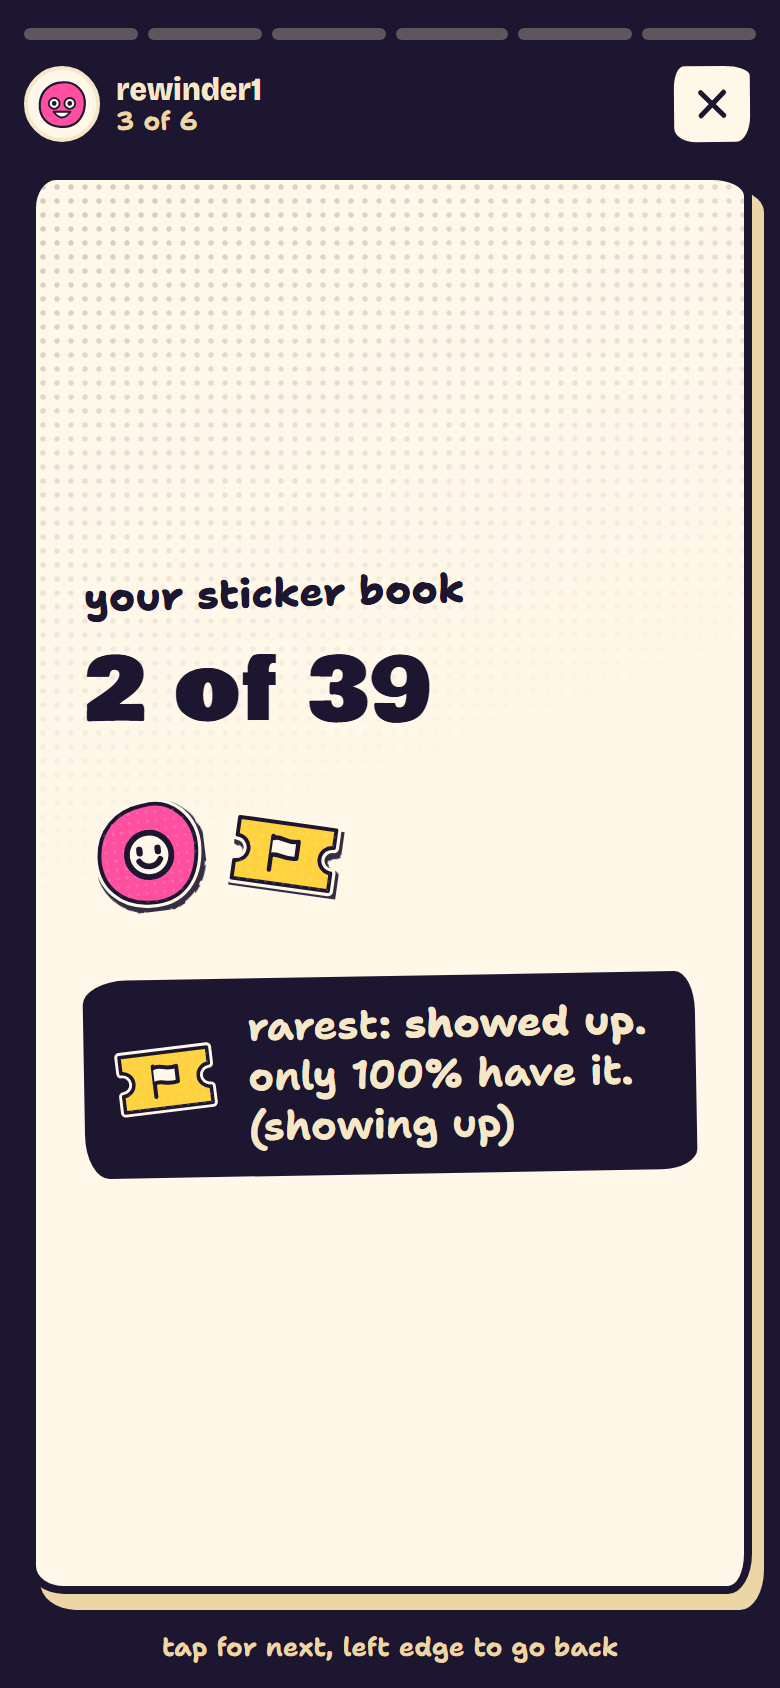 rewinder1
3 of 6
your sticker book
2 of 39
rarest: showed up.
only 100% have it.
(showing up)
tap for next, left edge to go back